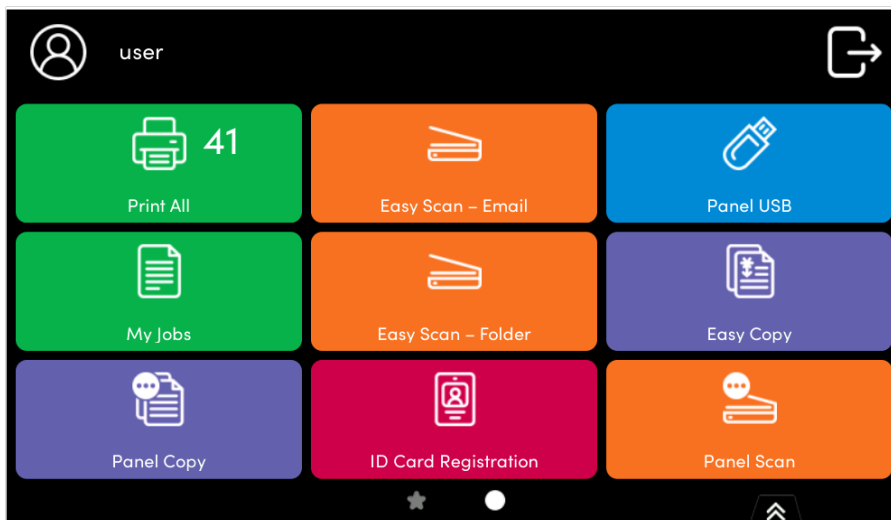 user
41
Print All
Easy Scan – Email
Panel USB
My Jobs
Easy Scan – Folder
Easy Copy
Panel Copy
ID Card Registration
Panel Scan